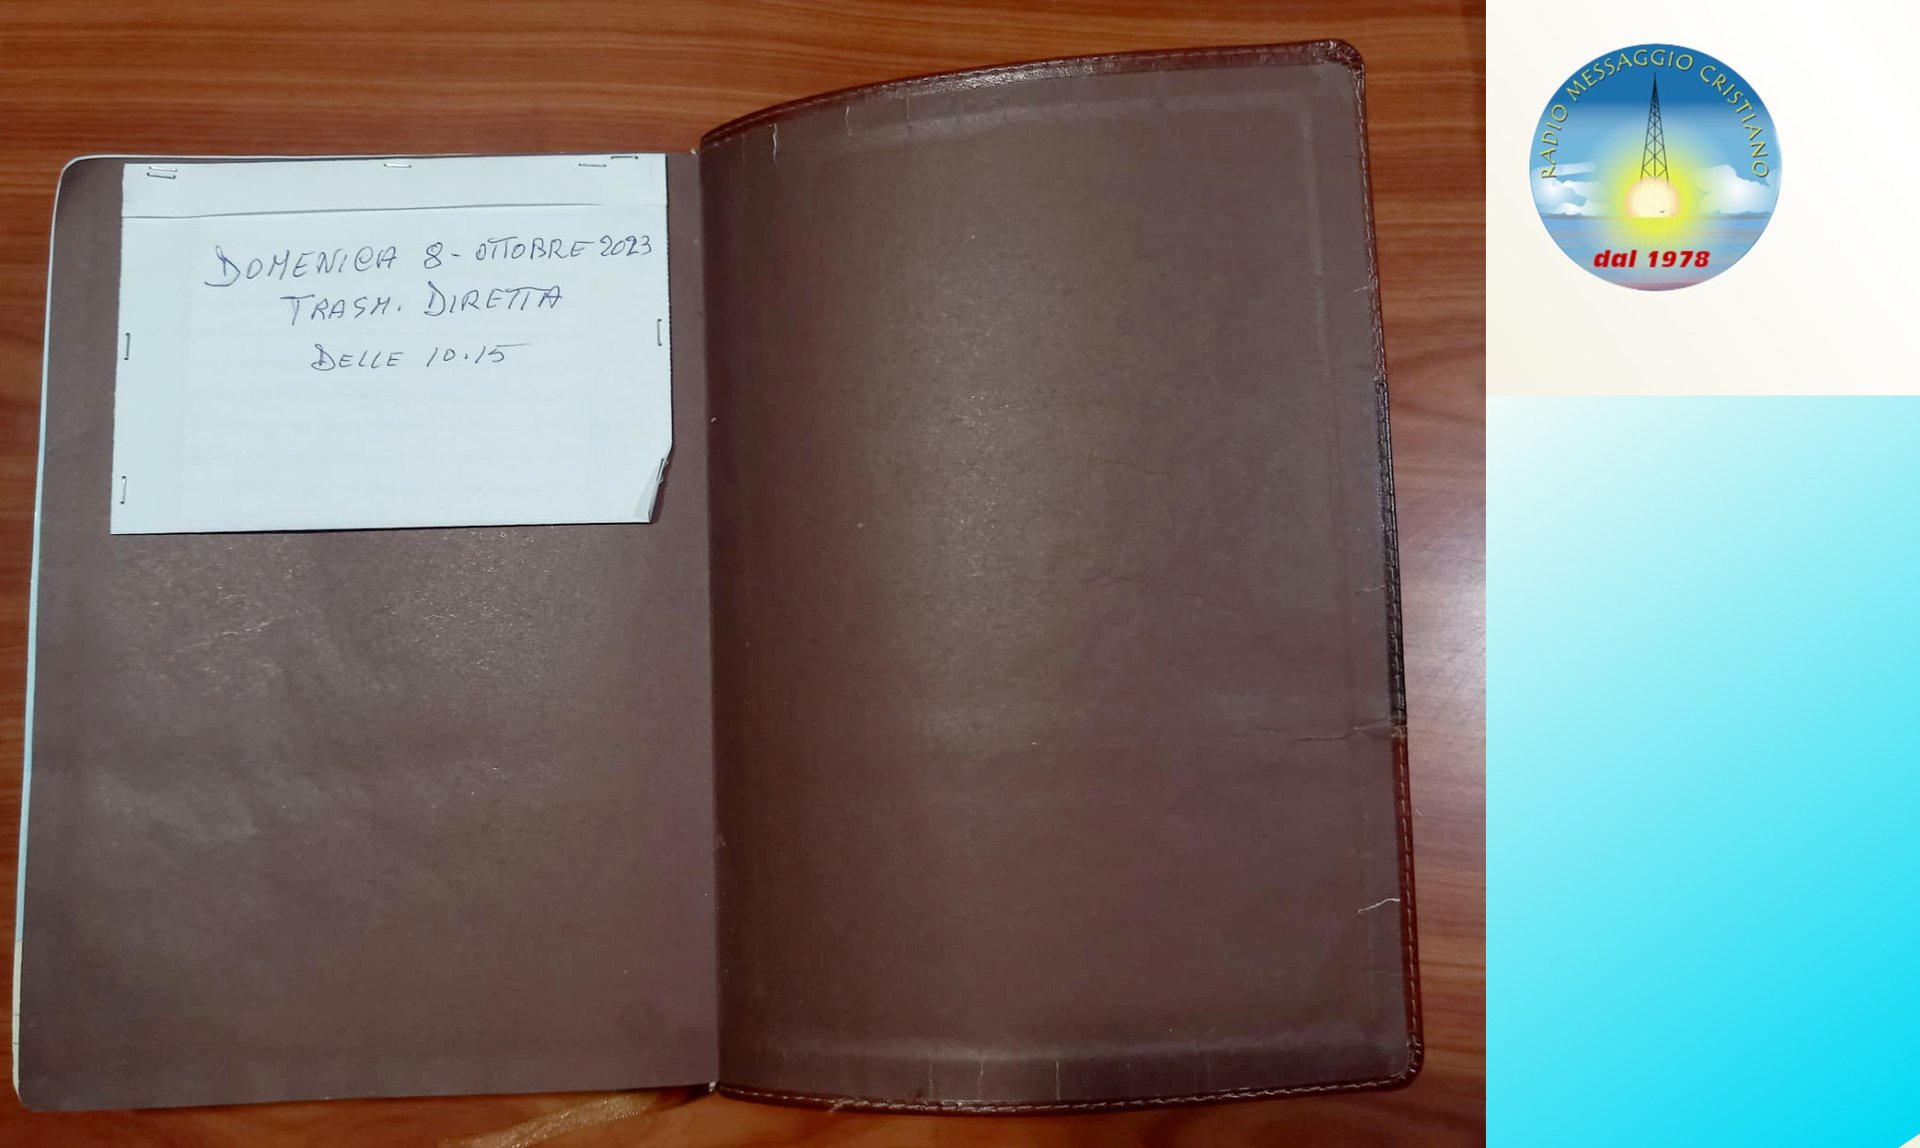 DOMENICA 8 - OTTOBRE 2023
TRASM. DIRETTA
DELLE 10.15
RADIO MESSAGGIO CRISTIANO
dal 1978